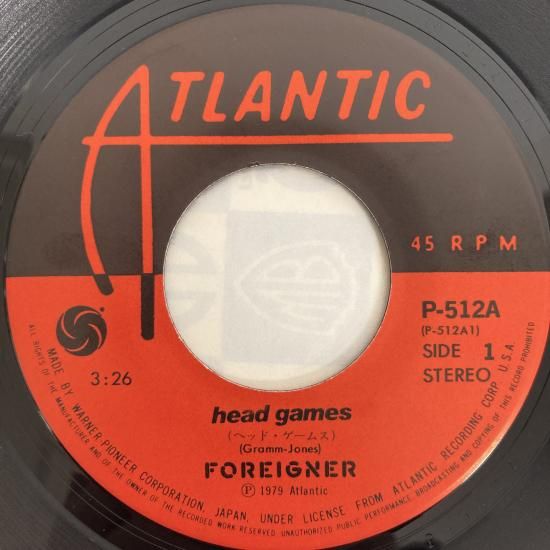 ATLANTIC
45 RPM
P-512A
(P-512A1)
SIDE 1
STEREO
3:26
head games
(ヘッド・ゲームス)
(Gramm-Jones)
FOREIGNER
Ⓟ 1979 Atlantic
MADE BY WARNER-PIONEER CORPORATION, JAPAN, UNDER LICENSE FROM ATLANTIC RECORDING CORP. U.S.A.
ALL RIGHTS OF THE MANUFACTURER AND OF THE OWNER OF THE RECORDED WORK RESERVED. UNAUTHORIZED PUBLIC PERFORMANCE BROADCASTING AND COPYING OF THIS RECORD PROHIBITED